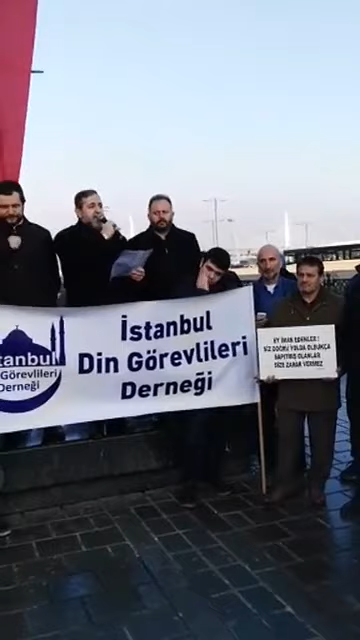 İstanbul
Din Görevlileri
Derneği
stanbul
Görevlileri
Derneği
EY İMAN EDENLER!
SİZ DOĞRU YOLDA OLDUKÇA
SAPITMIŞ OLANLAR
SİZE ZARAR VEREMEZ